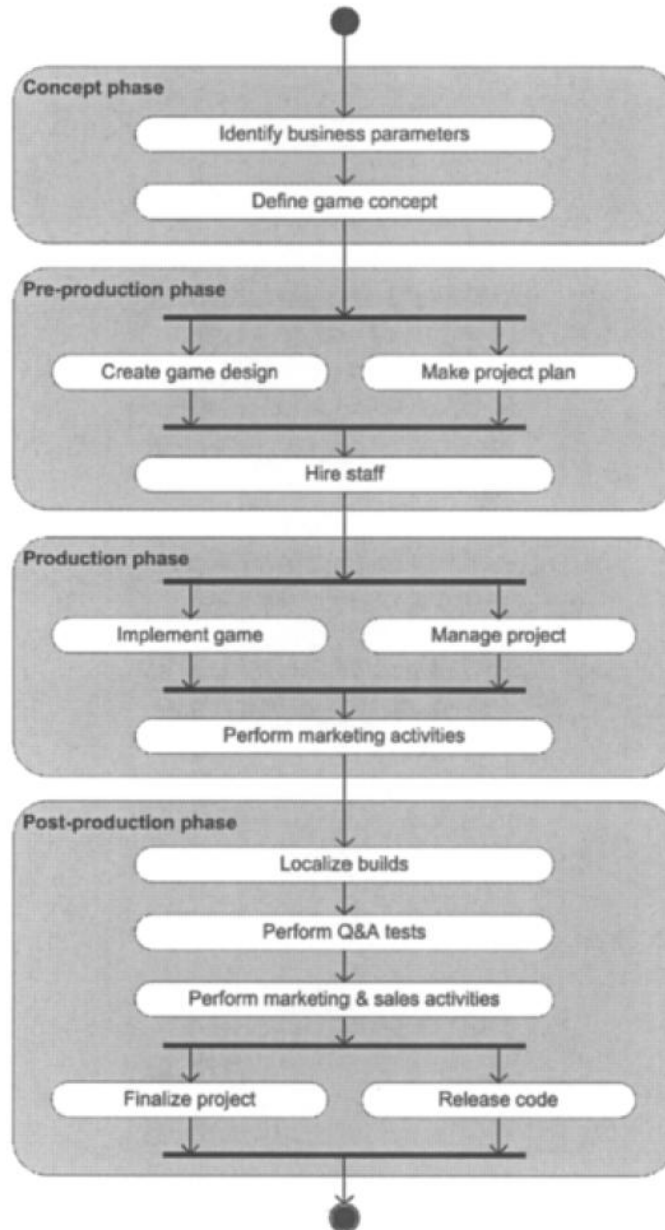 Concept phase
Identify business parameters
Define game concept
Pre-production phase
Create game design
Make project plan
Hire staff
Production phase
Implement game
Manage project
Perform marketing activities
Post-production phase
Localize builds
Perform Q&A tests
Perform marketing & sales activities
Finalize project
Release code